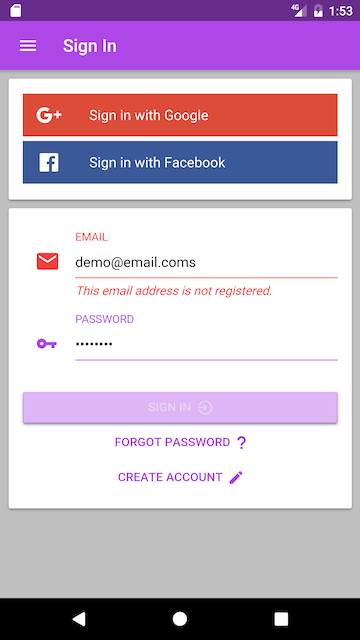 4G 1:53
Sign In
G+ Sign in with Google
Sign in with Facebook
EMAIL
demo@email.coms
This email address is not registered.
PASSWORD
••••••••
SIGN IN
FORGOT PASSWORD ?
CREATE ACCOUNT